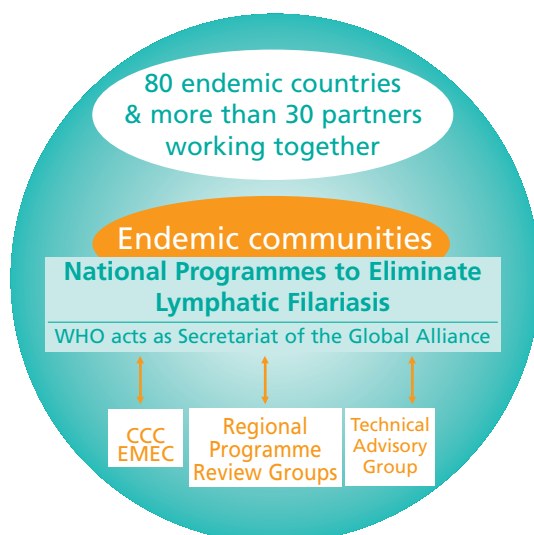 80 endemic countries
& more than 30 partners
working together
Endemic communities
National Programmes to Eliminate
Lymphatic Filariasis
WHO acts as Secretariat of the Global Alliance
CCC
EMEC
Regional
Programme
Review Groups
Technical
Advisory
Group